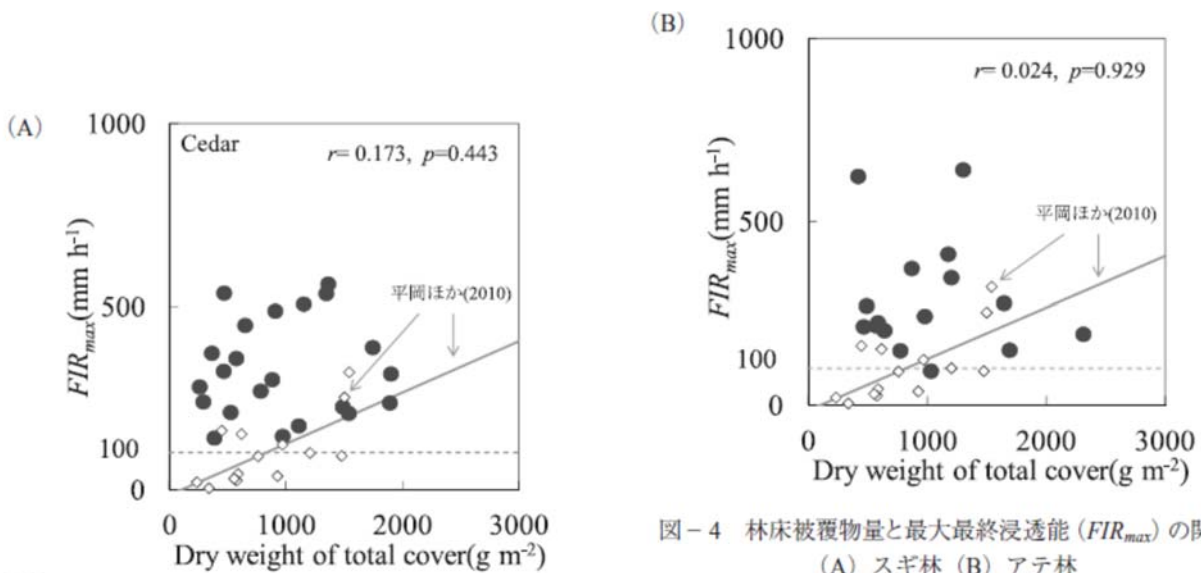 (A)
1000
Cedar
r= 0.173, p=0.443
平岡ほか(2010)
500
100
0
FIRmax(mm h-1)
0 1000 2000 3000
Dry weight of total cover(g m-2)
(B)
1000
r= 0.024, p=0.929
平岡ほか(2010)
500
100
0
FIRmax(mm h-1)
0 1000 2000 3000
Dry weight of total cover(g m-2)
図－4 林床被覆物量と最大最終浸透能 (FIRmax) の関
(A) スギ林 (B) アテ林